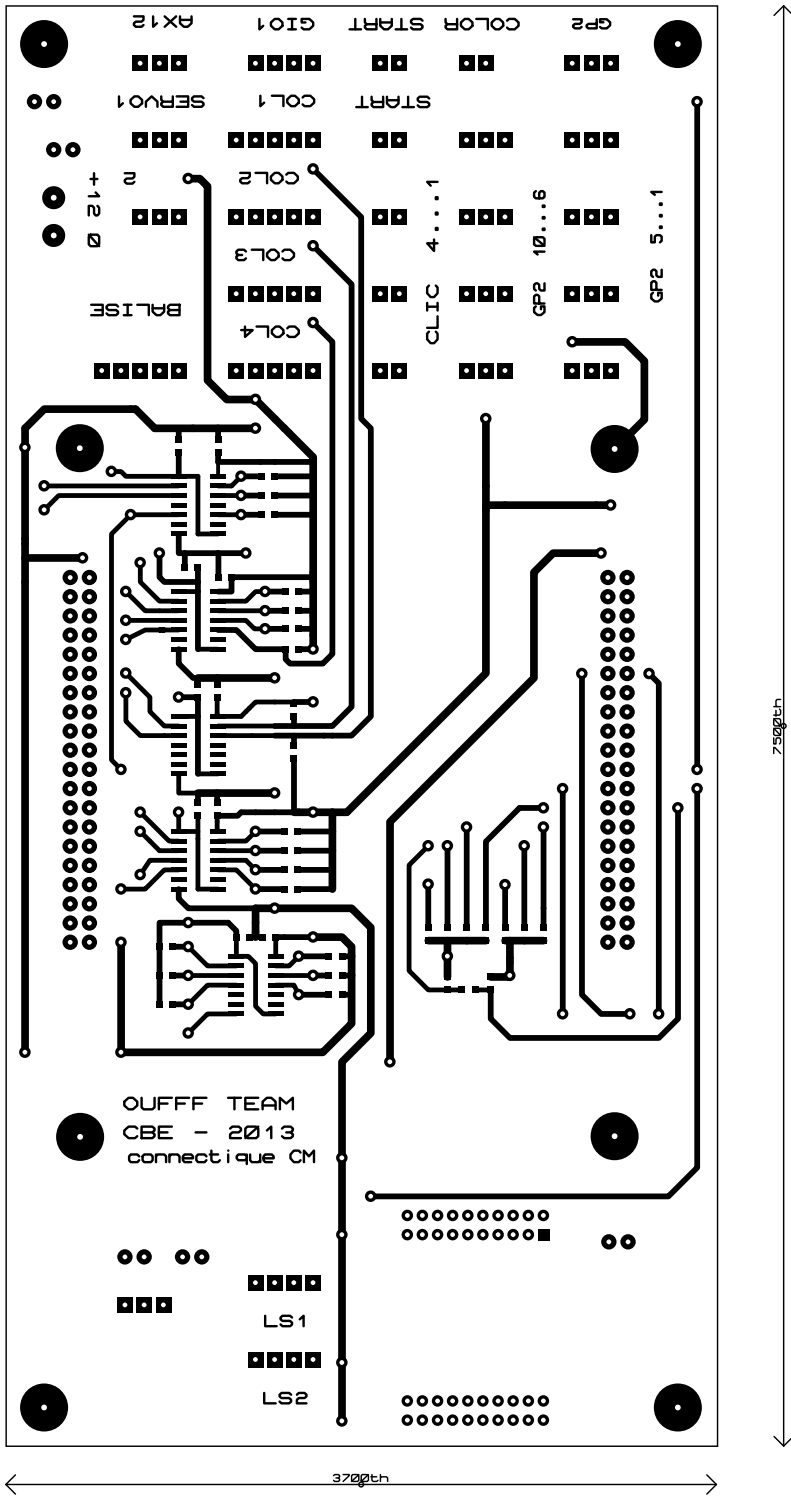 AX12 GIO1 START COLOR GP2
SERVO1 COL1 START
+12 0
2 COL2
COL3
COL4
BALISE
CLIC 4...1
GP2 10...6
GP2 5...1
7500th
OUFFF TEAM
CBE - 2013
connectique CM
LS1
LS2
3700th